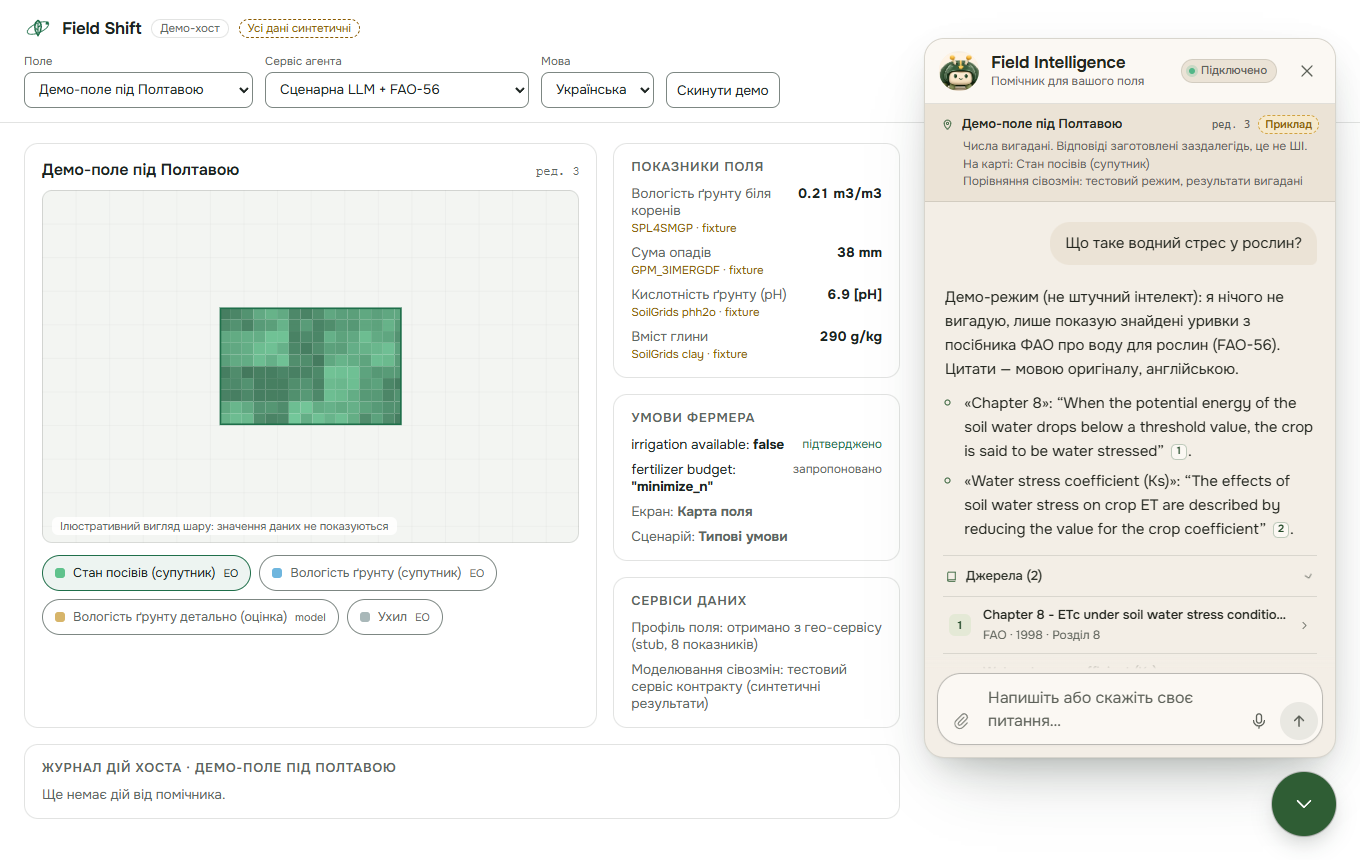 Field Shift
Демо-хост
Усі дані синтетичні
Поле
Сервіс агента
Мова
Демо-поле під Полтавою
Сценарна LLM + FAO-56
Українська
Скинути демо
Демо-поле під Полтавою
ред. 3
Ілюстративний вигляд шару: значення даних не показуються
Стан посівів (супутник) EO
Вологість ґрунту (супутник) EO
Вологість ґрунту детально (оцінка) model
Ухил EO
ПОКАЗНИКИ ПОЛЯ
Вологість ґрунту біля
коренів
0.21 m3/m3
SPL4SMGP · fixture
Сума опадів
38 mm
GPM_3IMERGDF · fixture
Кислотність ґрунту (pH)
6.9 [pH]
SoilGrids phh2o · fixture
Вміст глини
290 g/kg
SoilGrids clay · fixture
УМОВИ ФЕРМЕРА
irrigation available: false
підтверджено
fertilizer budget:
"minimize_n"
запропоновано
Екран: Карта поля
Сценарій: Типові умови
СЕРВІСИ ДАНИХ
Профіль поля: отримано з гео-сервісу
(stub, 8 показників)
Моделювання сівозмін: тестовий
сервіс контракту (синтетичні
результати)
ЖУРНАЛ ДІЙ ХОСТА · ДЕМО-ПОЛЕ ПІД ПОЛТАВОЮ
Ще немає дій від помічника.
Field Intelligence
Помічник для вашого поля
Підключено
Демо-поле під Полтавою
ред. 3
Приклад
Числа вигадані. Відповіді заготовлені заздалегідь, це не ШІ.
На карті: Стан посівів (супутник)
Порівняння сівозмін: тестовий режим, результати вигадані
Що таке водний стрес у рослин?
Демо-режим (не штучний інтелект): я нічого не
вигадую, лише показую знайдені уривки з
посібника ФАО про воду для рослин (FAO-56).
Цитати — мовою оригіналу, англійською.
«Chapter 8»: “When the potential energy of the
soil water drops below a threshold value, the crop
is said to be water stressed” 1.
«Water stress coefficient (Ks)»: “The effects of
soil water stress on crop ET are described by
reducing the value for the crop coefficient” 2.
Джерела (2)
1
Chapter 8 - ETc under soil water stress conditio...
FAO · 1998 · Розділ 8
Напишіть або скажіть своє
питання...